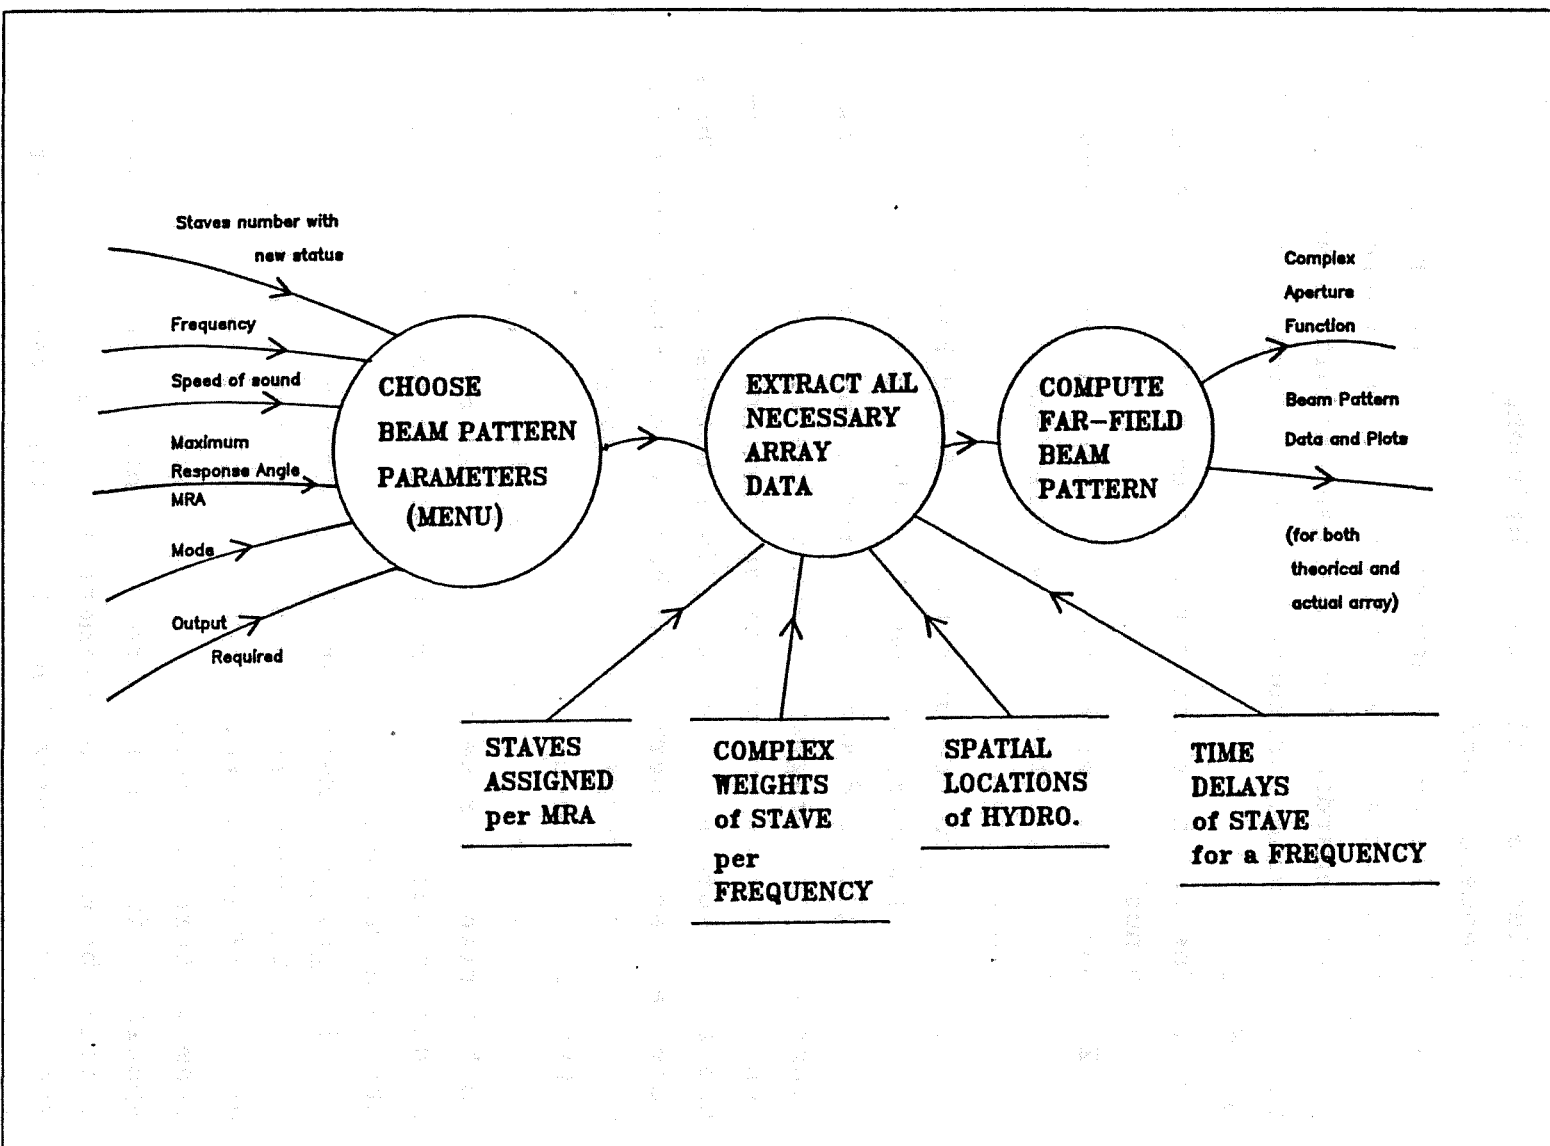 Staves number with
new status
Frequency
Speed of sound
Maximum
Response Angle
MRA
Mode
Output
Required
CHOOSE
BEAM PATTERN
PARAMETERS
(MENU)
EXTRACT ALL
NECESSARY
ARRAY
DATA
COMPUTE
FAR-FIELD
BEAM
PATTERN
Complex
Aperture
Function
Beam Pattern
Data and Plots
(for both
theorical and
actual array)
STAVES
ASSIGNED
per MRA
COMPLEX
WEIGHTS
of STAVE
per
FREQUENCY
SPATIAL
LOCATIONS
of HYDRO.
TIME
DELAYS
of STAVE
for a FREQUENCY